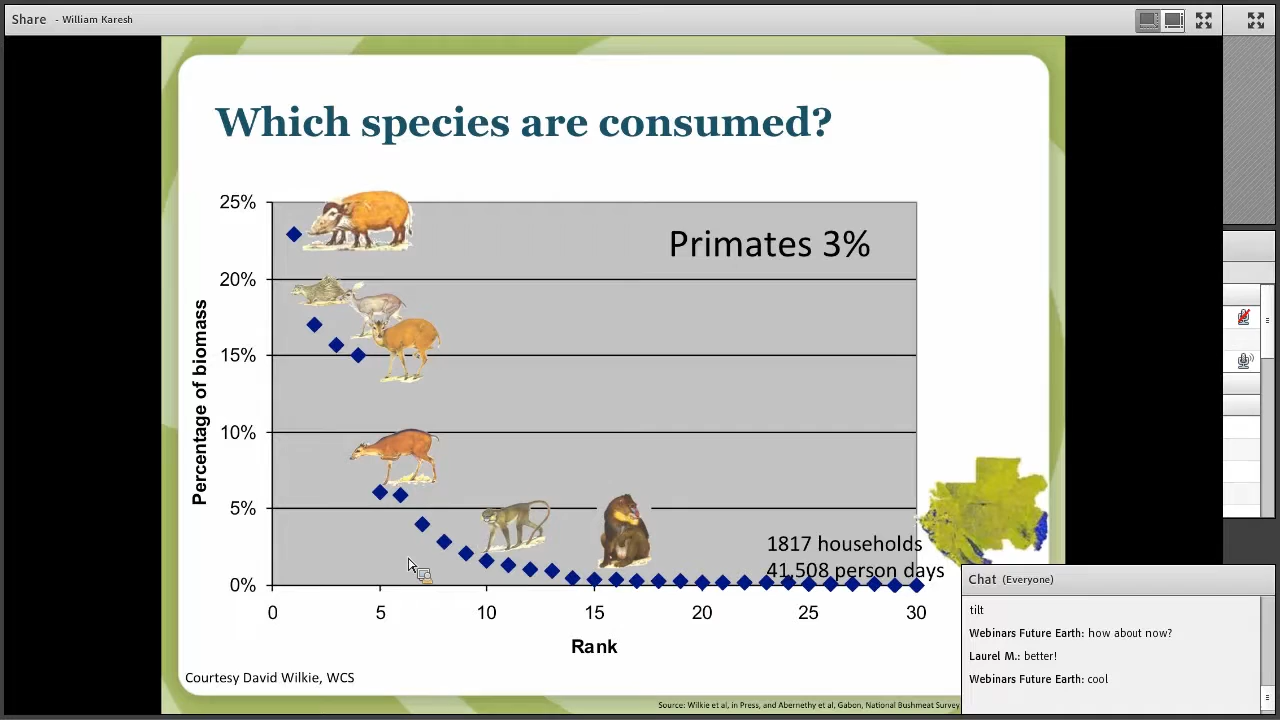 Share - William Karesh
Which species are consumed?
25%
20%
15%
10%
5%
0%
Percentage of biomass
Primates 3%
1817 households
41,508 person days
0 5 10 15 20 25 30
Rank
Courtesy David Wilkie, WCS
Source: Wilkie et al, in Press, and Abernethy et al, Gabon, National Bushmeat Survey
Chat (Everyone)
tilt
Webinars Future Earth: how about now?
Laurel M.: better!
Webinars Future Earth: cool